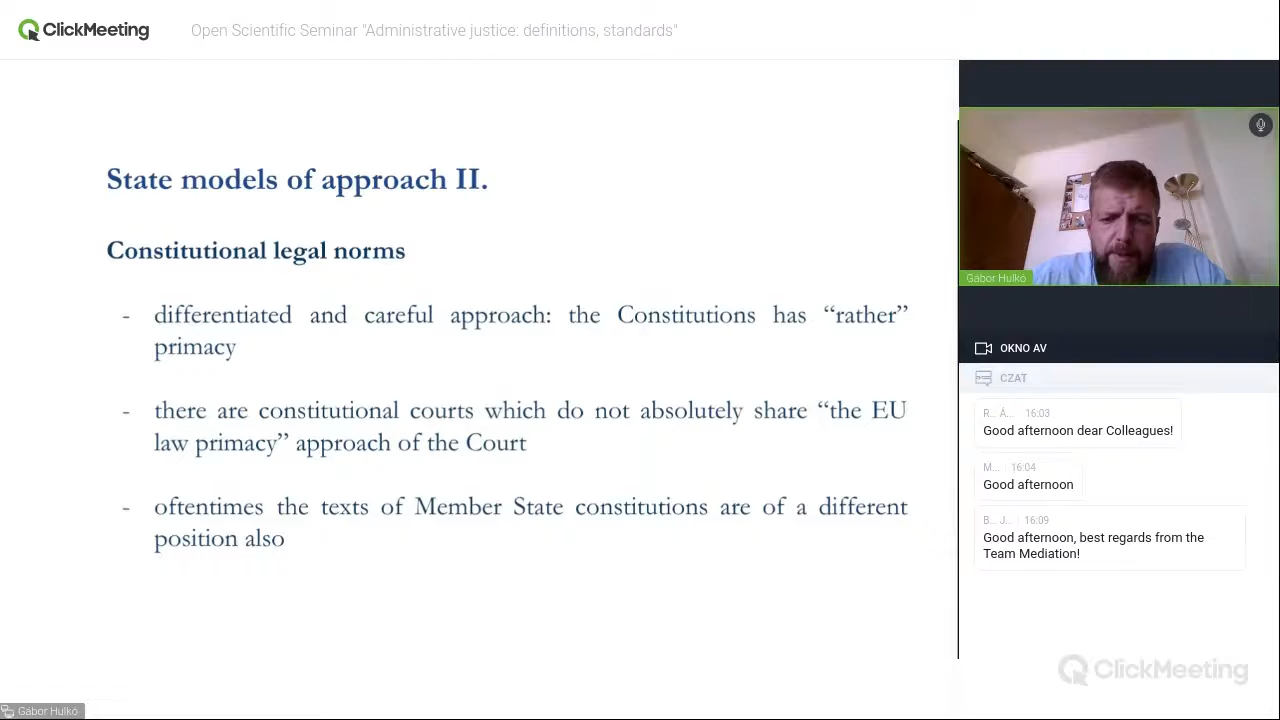 ClickMeeting
Open Scientific Seminar "Administrative justice: definitions, standards"
State models of approach II.
Constitutional legal norms
- differentiated and careful approach: the Constitutions has “rather”
primacy
- there are constitutional courts which do not absolutely share “the EU
law primacy” approach of the Court
- oftentimes the texts of Member State constitutions are of a different
position also
Gábor Hulkó
OKNO AV
CZAT
R... Á... 16:03
Good afternoon dear Colleagues!
M... 16:04
Good afternoon
B... J... 16:09
Good afternoon, best regards from the
Team Mediation!
ClickMeeting
Gábor Hulkó